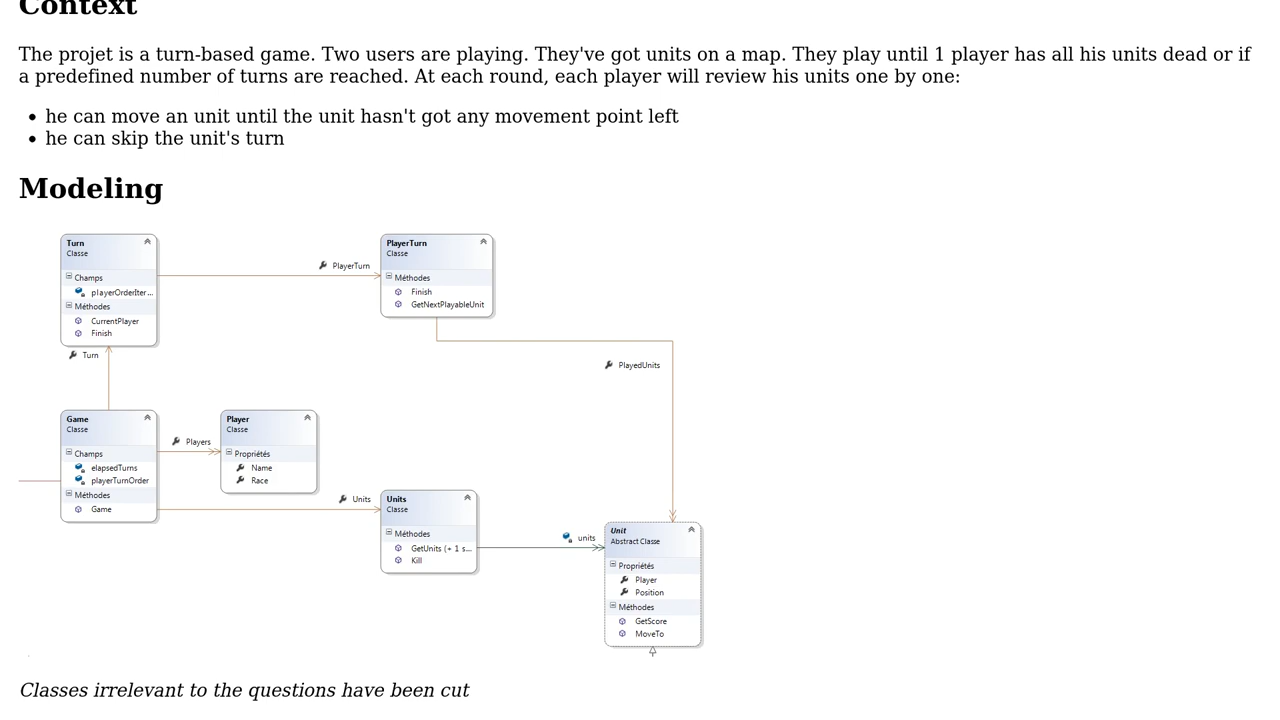 Context
The projet is a turn-based game. Two users are playing. They've got units on a map. They play until 1 player has all his units dead or if
a predefined number of turns are reached. At each round, each player will review his units one by one:
• he can move an unit until the unit hasn't got any movement point left
• he can skip the unit's turn
Modeling
Turn
Classe
Champs
playerOrderIter...
Méthodes
CurrentPlayer
Finish
PlayerTurn
PlayerTurn
Classe
Méthodes
Finish
GetNextPlayableUnit
Turn
PlayedUnits
Game
Classe
Champs
elapsedTurns
playerTurnOrder
Méthodes
Game
Players
Player
Classe
Propriétés
Name
Race
Units
Units
Classe
Méthodes
GetUnits (+ 1 s...
Kill
units
Unit
Abstract Classe
Propriétés
Player
Position
Méthodes
GetScore
MoveTo
Classes irrelevant to the questions have been cut